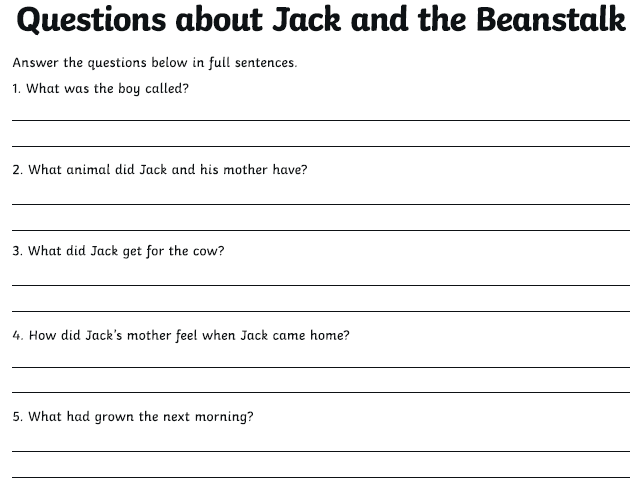 Questions about Jack and the Beanstalk
Answer the questions below in full sentences.
1. What was the boy called?
2. What animal did Jack and his mother have?
3. What did Jack get for the cow?
4. How did Jack's mother feel when Jack came home?
5. What had grown the next morning?